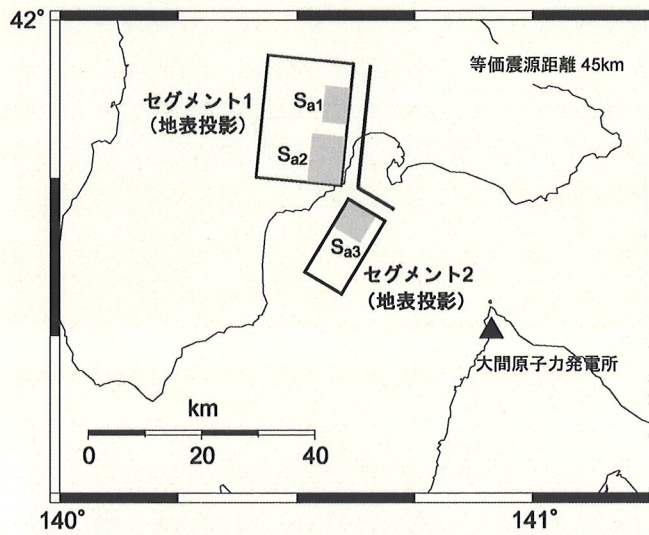 42°
等価震源距離 45km
セグメント1
(地表投影)
Sa1
Sa2
Sa3
セグメント2
(地表投影)
大間原子力発電所
km
0 20 40
140° 141°